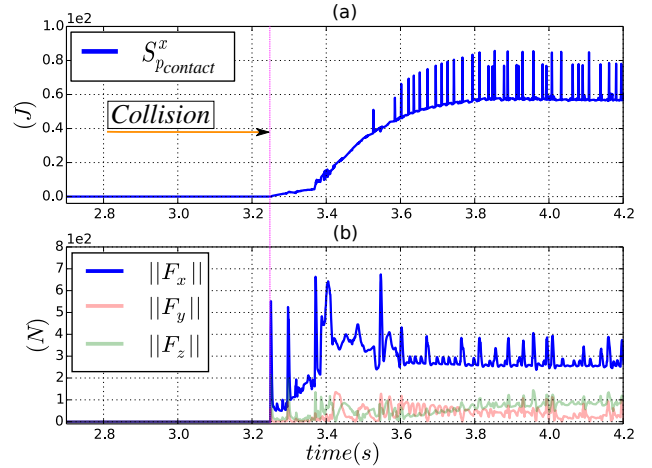 (a)
1.0 1e2
0.8
0.6
0.4
0.2
0.0
(J)
S^x_{p_{contact}}
Collision
2.8 3.0 3.2 3.4 3.6 3.8 4.0 4.2
(b)
8 1e2
7
6
5
4
3
2
1
0
(N)
||F_x||
||F_y||
||F_z||
2.8 3.0 3.2 3.4 3.6 3.8 4.0 4.2
time(s)